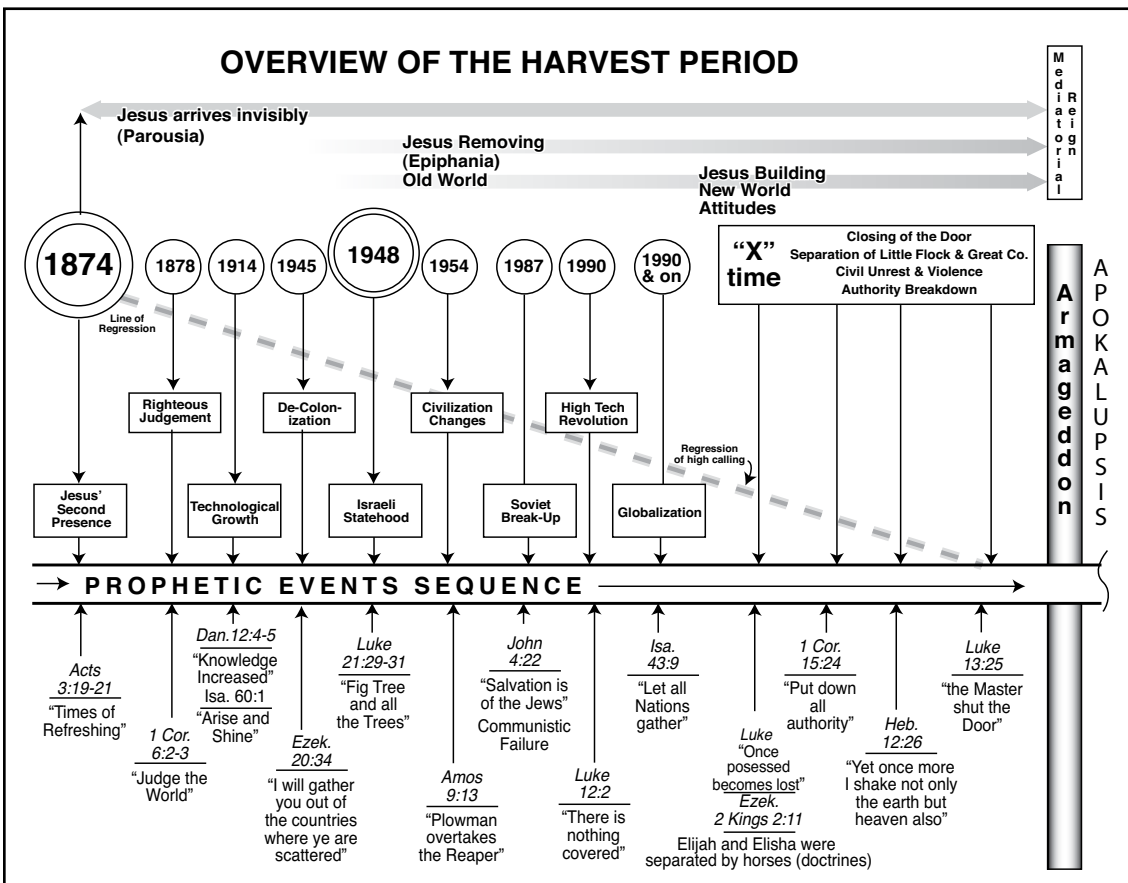 OVERVIEW OF THE HARVEST PERIOD
Mediatorial
Reign
Jesus arrives invisibly
(Parousia)
Jesus Removing
(Epiphania)
Old World
Jesus Building
New World
Attitudes
1874
1878
1914
1945
1948
1954
1987
1990
1990
& on
“X”
time
Closing of the Door
Separation of Little Flock & Great Co.
Civil Unrest & Violence
Authority Breakdown
Armageddon
APOKALUPSIS
Line of
Regression
Righteous
Judgement
De-Colon-
ization
Civilization
Changes
High Tech
Revolution
Regression
of high calling
Jesus’
Second
Presence
Technological
Growth
Israeli
Statehood
Soviet
Break-Up
Globalization
PROPHETIC EVENTS SEQUENCE
Acts
3:19-21
“Times of
Refreshing”
1 Cor.
6:2-3
“Judge the
World”
Dan.12:4-5
“Knowledge
Increased”
Isa. 60:1
“Arise and
Shine”
Ezek.
20:34
“I will gather
you out of
the countries
where ye are
scattered”
Luke
21:29-31
“Fig Tree
and all
the Trees”
Amos
9:13
“Plowman
overtakes
the Reaper”
John
4:22
“Salvation is
of the Jews”
Communistic
Failure
Luke
12:2
“There is
nothing
covered”
Isa.
43:9
“Let all
Nations
gather”
Luke
“Once
posessed
becomes lost”
Ezek.
2 Kings 2:11
Elijah and Elisha were
separated by horses (doctrines)
1 Cor.
15:24
“Put down
all
authority”
Heb.
12:26
“Yet once more
I shake not only
the earth but
heaven also”
Luke
13:25
“the Master
shut the
Door”